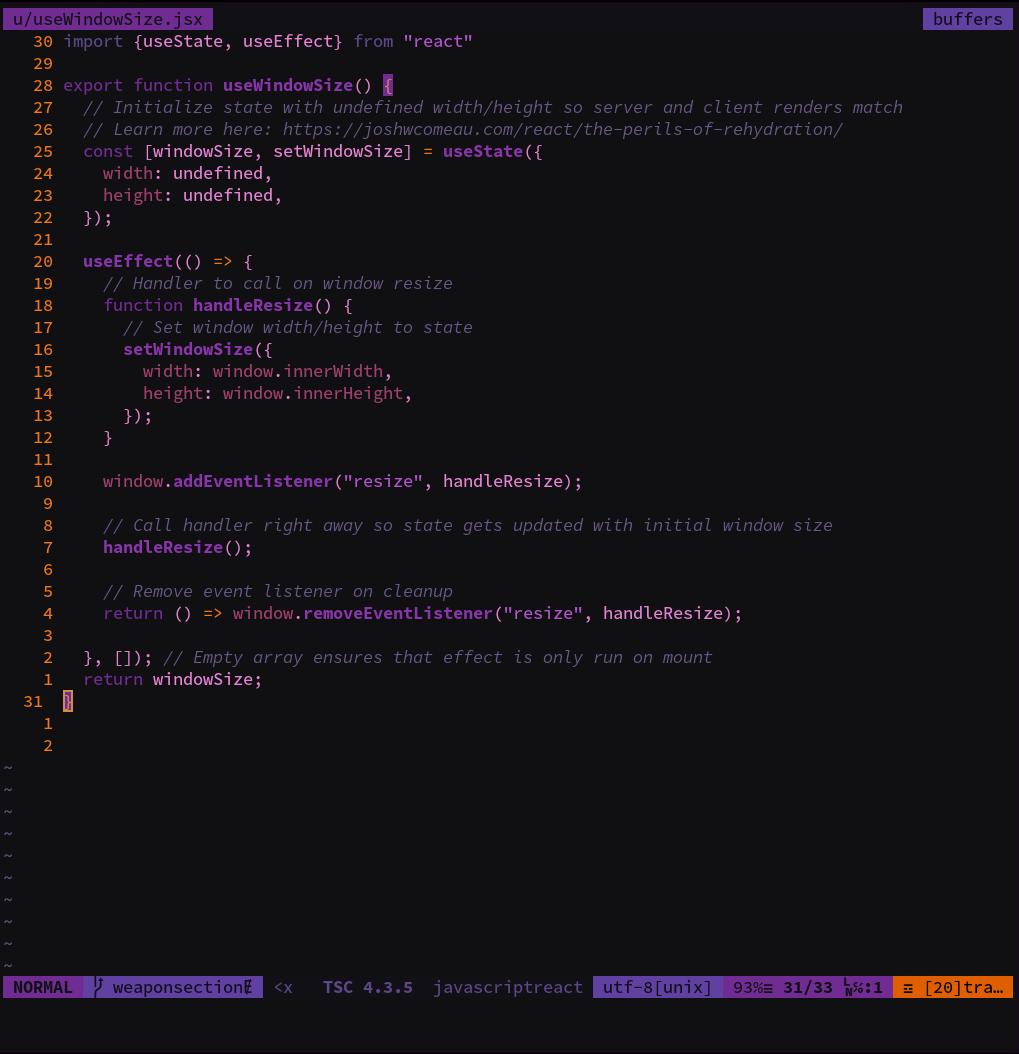 u/useWindowSize.jsx buffers
30 import {useState, useEffect} from "react"
29
28 export function useWindowSize() {
27   // Initialize state with undefined width/height so server and client renders match
26   // Learn more here: https://joshwcomeau.com/react/the-perils-of-rehydration/
25   const [windowSize, setWindowSize] = useState({
24     width: undefined,
23     height: undefined,
22   });
21
20   useEffect(() => {
19     // Handler to call on window resize
18     function handleResize() {
17       // Set window width/height to state
16       setWindowSize({
15         width: window.innerWidth,
14         height: window.innerHeight,
13       });
12     }
11
10     window.addEventListener("resize", handleResize);
9
8     // Call handler right away so state gets updated with initial window size
7     handleResize();
6
5     // Remove event listener on cleanup
4     return () => window.removeEventListener("resize", handleResize);
3
2   }, []); // Empty array ensures that effect is only run on mount
1   return windowSize;
31 }
1
2
~
~
~
~
~
~
~
~
~
~
NORMAL weaponsection <x TSC 4.3.5 javascriptreact utf-8[unix] 93%≡ 31/33 :1 ☲ [20]tra…